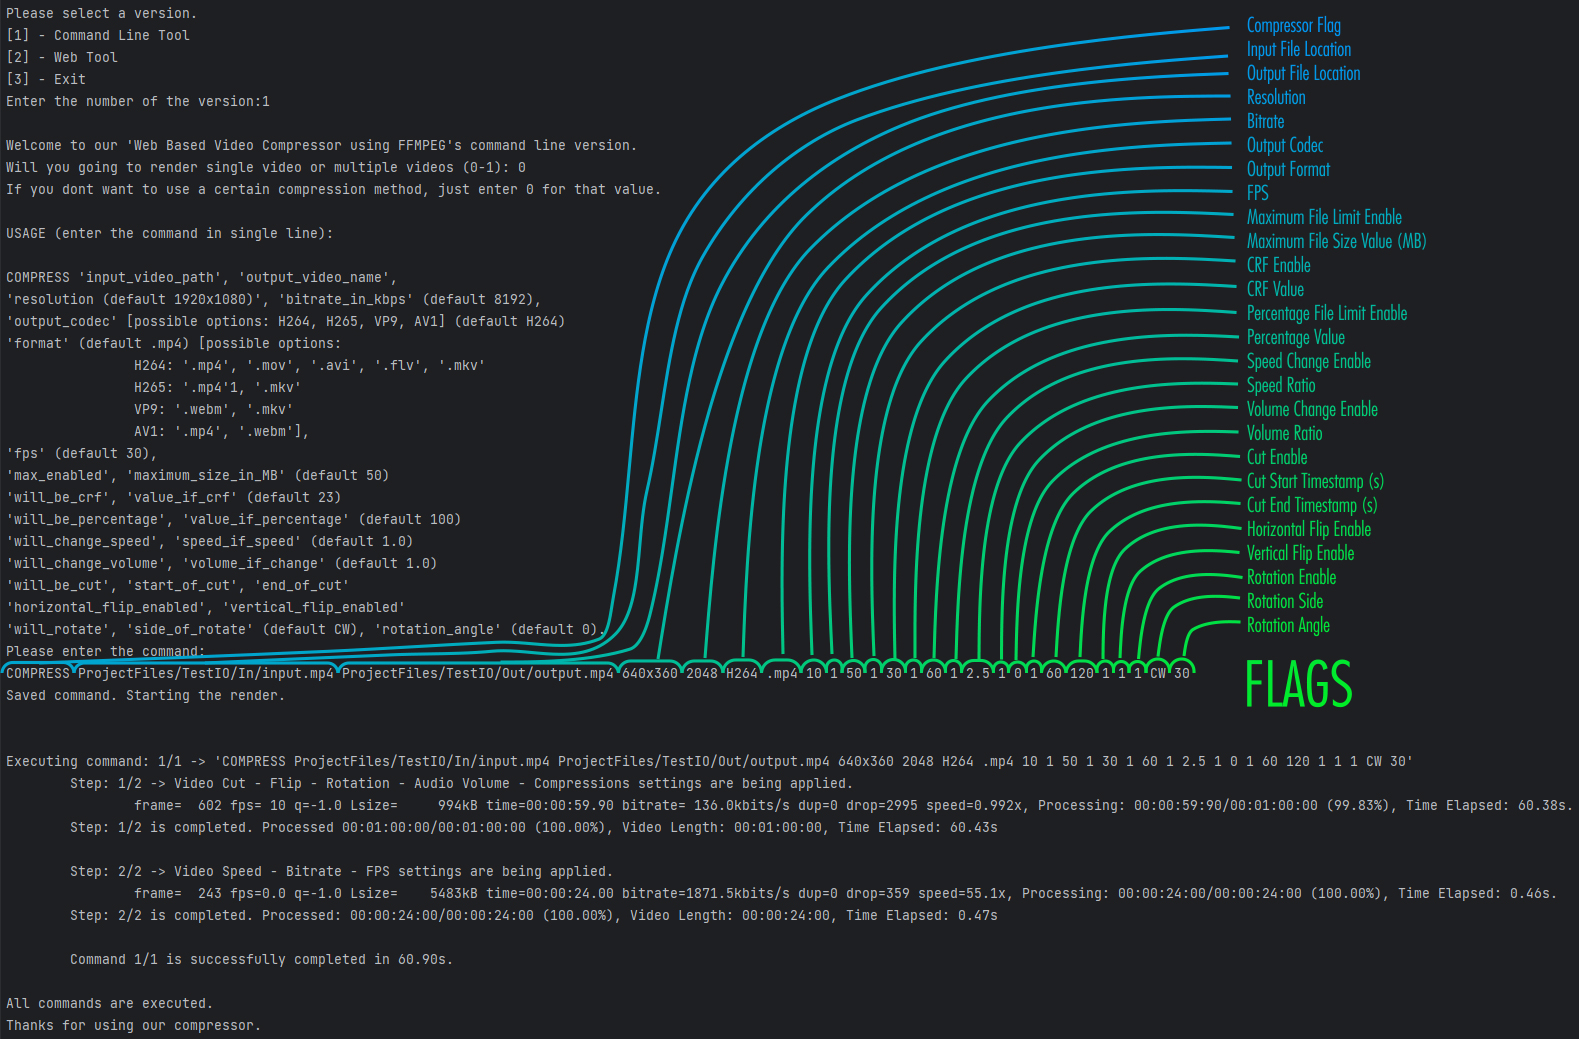 Please select a version.
[1] - Command Line Tool
[2] - Web Tool
[3] - Exit
Enter the number of the version:1
Welcome to our 'Web Based Video Compressor using FFMPEG's command line version.
Will you going to render single video or multiple videos (0-1): 0
If you dont want to use a certain compression method, just enter 0 for that value.
USAGE (enter the command in single line):
COMPRESS 'input_video_path', 'output_video_name',
'resolution (default 1920x1080)', 'bitrate_in_kbps' (default 8192),
'output_codec' [possible options: H264, H265, VP9, AV1] (default H264)
'format' (default .mp4) [possible options:
H264: '.mp4', '.mov', '.avi', '.flv', '.mkv'
H265: '.mp4'1, '.mkv'
VP9: '.webm', '.mkv'
AV1: '.mp4', '.webm'],
'fps' (default 30),
'max_enabled', 'maximum_size_in_MB' (default 50)
'will_be_crf', 'value_if_crf' (default 23)
'will_be_percentage', 'value_if_percentage' (default 100)
'will_change_speed', 'speed_if_speed' (default 1.0)
'will_change_volume', 'volume_if_change' (default 1.0)
'will_be_cut', 'start_of_cut', 'end_of_cut'
'horizontal_flip_enabled', 'vertical_flip_enabled'
'will_rotate', 'side_of_rotate' (default CW), 'rotation_angle' (default 0).
Please enter the command:
COMPRESS ProjectFiles/TestIO/In/input.mp4 ProjectFiles/TestIO/Out/output.mp4 640x360 2048 H264 .mp4 10 1 50 1 30 1 60 1 2.5 1 0 1 60 120 1 1 1 CW 30
Saved command. Starting the render.
Compressor Flag
Input File Location
Output File Location
Resolution
Bitrate
Output Codec
Output Format
FPS
Maximum File Limit Enable
Maximum File Size Value (MB)
CRF Enable
CRF Value
Percentage File Limit Enable
Percentage Value
Speed Change Enable
Speed Ratio
Volume Change Enable
Volume Ratio
Cut Enable
Cut Start Timestamp (s)
Cut End Timestamp (s)
Horizontal Flip Enable
Vertical Flip Enable
Rotation Enable
Rotation Side
Rotation Angle
FLAGS
Executing command: 1/1 -> 'COMPRESS ProjectFiles/TestIO/In/input.mp4 ProjectFiles/TestIO/Out/output.mp4 640x360 2048 H264 .mp4 10 1 50 1 30 1 60 1 2.5 1 0 1 60 120 1 1 1 CW 30'
Step: 1/2 -> Video Cut - Flip - Rotation - Audio Volume - Compressions settings are being applied.
frame=  602 fps= 10 q=-1.0 Lsize=     994kB time=00:00:59.90 bitrate= 136.0kbits/s dup=0 drop=2995 speed=0.992x, Processing: 00:00:59:90/00:01:00:00 (99.83%), Time Elapsed: 60.38s.
Step: 1/2 is completed. Processed 00:01:00:00/00:01:00:00 (100.00%), Video Length: 00:01:00:00, Time Elapsed: 60.43s
Step: 2/2 -> Video Speed - Bitrate - FPS settings are being applied.
frame=  243 fps=0.0 q=-1.0 Lsize=    5483kB time=00:00:24.00 bitrate=1871.5kbits/s dup=0 drop=359 speed=55.1x, Processing: 00:00:24:00/00:00:24:00 (100.00%), Time Elapsed: 0.46s.
Step: 2/2 is completed. Processed: 00:00:24:00/00:00:24:00 (100.00%), Video Length: 00:00:24:00, Time Elapsed: 0.47s
Command 1/1 is successfully completed in 60.90s.
All commands are executed.
Thanks for using our compressor.